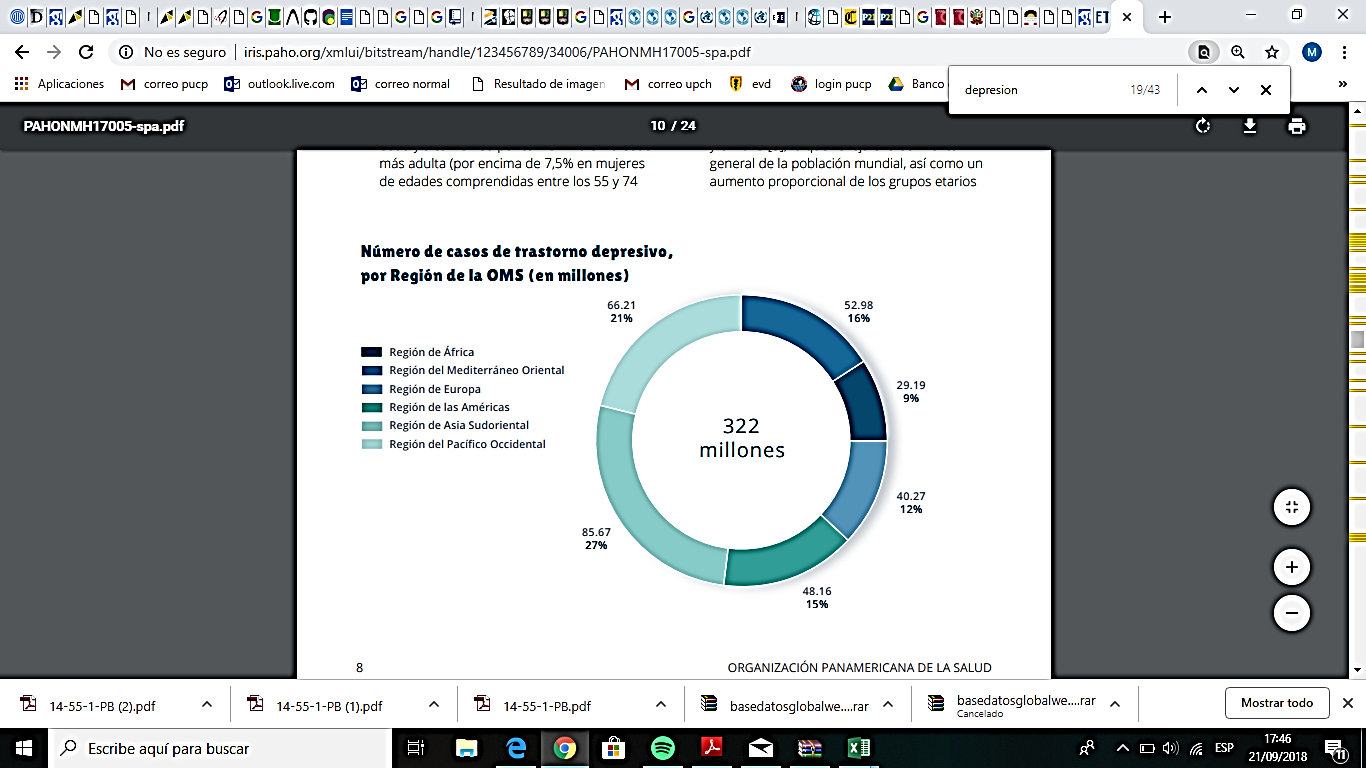 No es seguro | iris.paho.org/xmlui/bitstream/handle/123456789/34006/PAHONMH17005-spa.pdf
M
Aplicaciones
correo pucp
outlook.live.com
correo normal
Resultado de imagen
correo upch
evd
login pucp
Banco
»
depresion
19/43
PAHONMH17005-spa.pdf
10 / 24
más adulta (por encima de 7,5% en mujeres
de edades comprendidas entre los 55 y 74
general de la población mundial, así como un
aumento proporcional de los grupos etarios
Número de casos de trastorno depresivo,
por Región de la OMS (en millones)
66.21
21%
52.98
16%
Región de África
Región del Mediterráneo Oriental
Región de Europa
Región de las Américas
Región de Asia Sudoriental
Región del Pacífico Occidental
29.19
9%
322
millones
40.27
12%
85.67
27%
48.16
15%
8
ORGANIZACIÓN PANAMERICANA DE LA SALUD
14-55-1-PB (2).pdf
14-55-1-PB (1).pdf
14-55-1-PB.pdf
basedatosglobalwe....rar
basedatosglobalwe....rar
Cancelado
Mostrar todo
Escribe aquí para buscar
ESP
17:46
21/09/2018
11